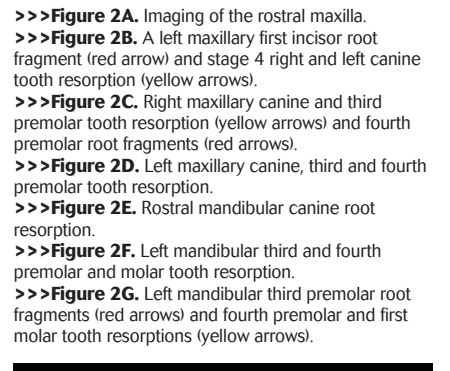 >>>Figure 2A. Imaging of the rostral maxilla.
>>>Figure 2B. A left maxillary first incisor root
fragment (red arrow) and stage 4 right and left canine
tooth resorption (yellow arrows).
>>>Figure 2C. Right maxillary canine and third
premolar tooth resorption (yellow arrows) and fourth
premolar root fragments (red arrows).
>>>Figure 2D. Left maxillary canine, third and fourth
premolar tooth resorption.
>>>Figure 2E. Rostral mandibular canine root
resorption.
>>>Figure 2F. Left mandibular third and fourth
premolar and molar tooth resorption.
>>>Figure 2G. Left mandibular third premolar root
fragments (red arrows) and fourth premolar and first
molar tooth resorptions (yellow arrows).